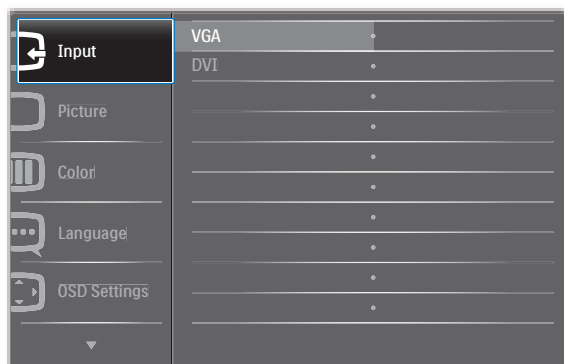 Input
Picture
Color
Language
OSD Settings
VGA
DVI